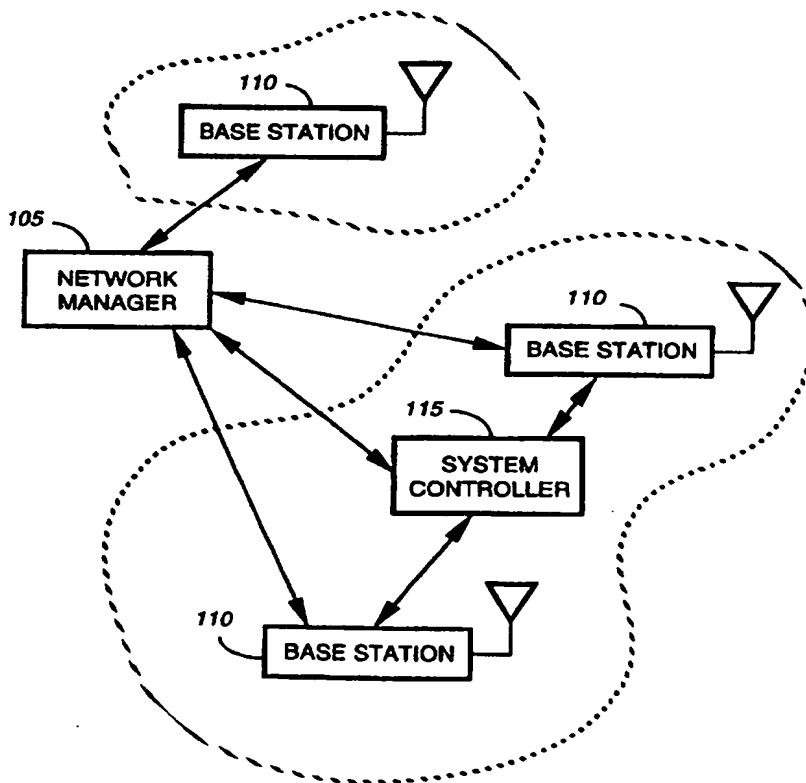 110
BASE STATION
105
NETWORK
MANAGER
110
BASE STATION
115
SYSTEM
CONTROLLER
110
BASE STATION